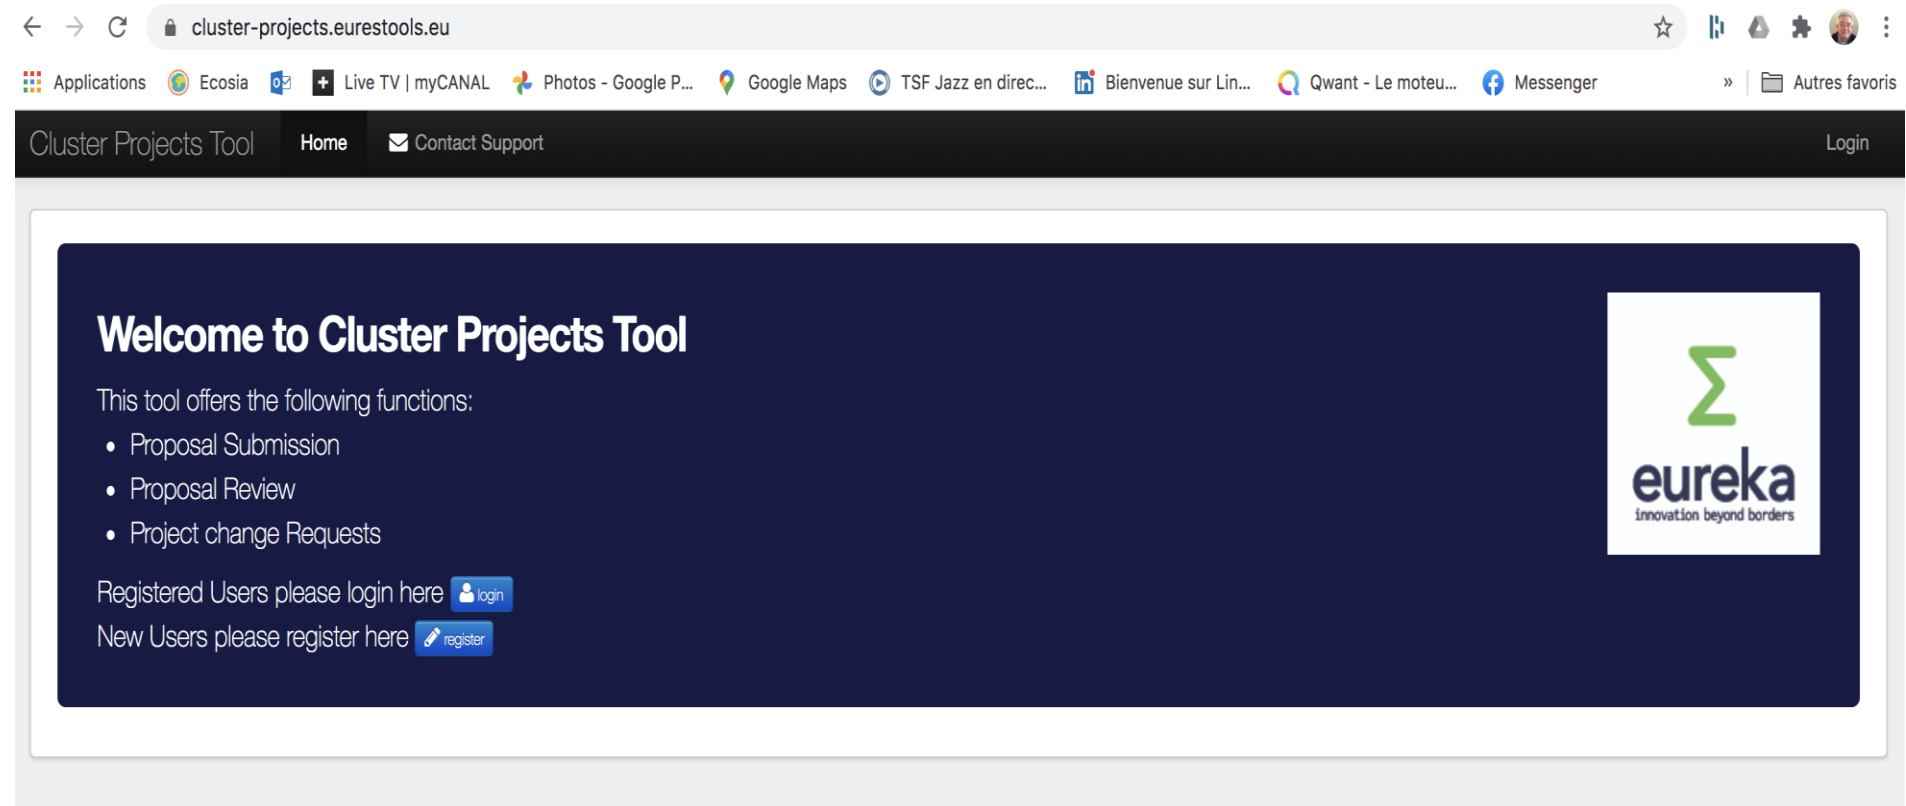 cluster-projects.eurestools.eu
Applications Ecosia Live TV | myCANAL Photos - Google P... Google Maps TSF Jazz en direc... Bienvenue sur Lin... Qwant - Le moteu... Messenger » Autres favoris
Cluster Projects Tool Home Contact Support Login
Welcome to Cluster Projects Tool
This tool offers the following functions:
• Proposal Submission
• Proposal Review
• Project change Requests
Registered Users please login here login
New Users please register here register
eureka
innovation beyond borders